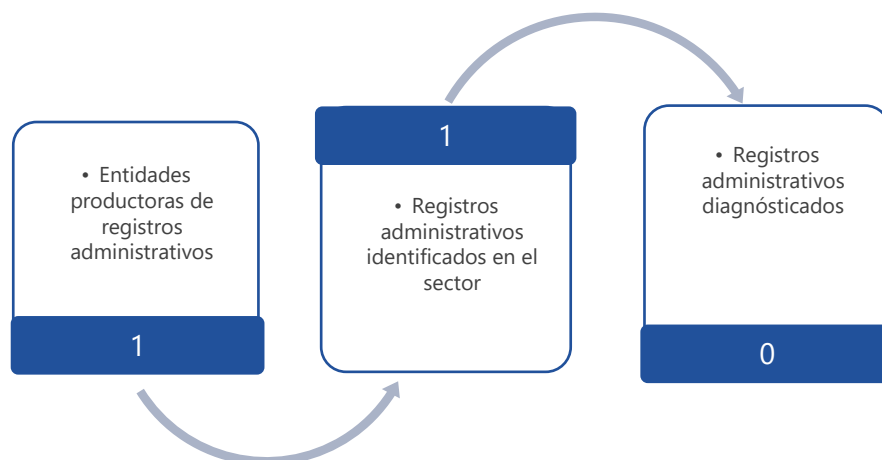 • Entidades
productoras de
registros
administrativos
1
1
• Registros
administrativos
identificados en el
sector
• Registros
administrativos
diagnósticados
0